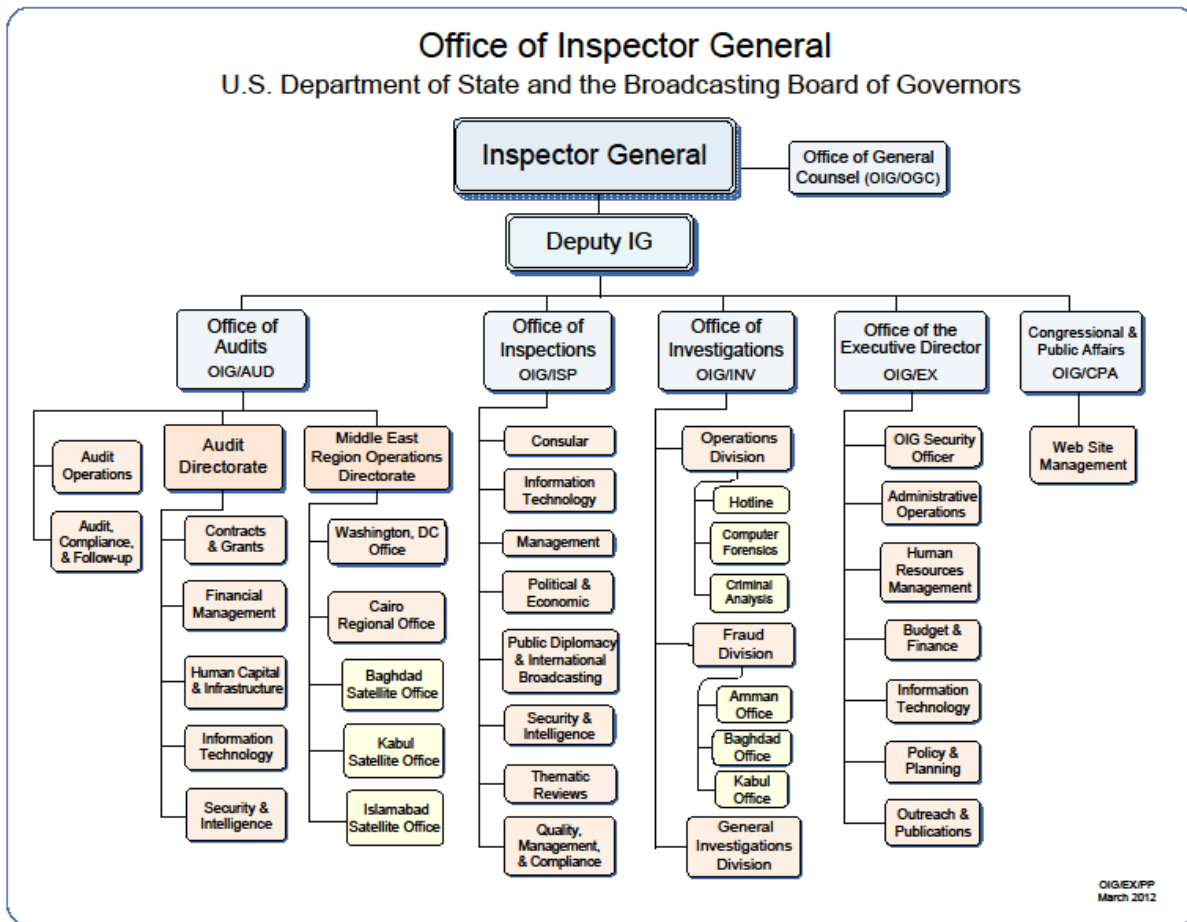 Office of Inspector General
U.S. Department of State and the Broadcasting Board of Governors
Inspector General
Office of General
Counsel (OIG/OGC)
Deputy IG
Office of
Audits
OIG/AUD
Office of
Inspections
OIG/ISP
Office of
Investigations
OIG/INV
Office of the
Executive Director
OIG/EX
Congressional &
Public Affairs
OIG/CPA
Audit
Operations
Audit,
Compliance,
& Follow-up
Audit
Directorate
Contracts
& Grants
Financial
Management
Human Capital
& Infrastructure
Information
Technology
Security &
Intelligence
Middle East
Region Operations
Directorate
Washington, DC
Office
Cairo
Regional Office
Baghdad
Satellite Office
Kabul
Satellite Office
Islamabad
Satellite Office
Consular
Information
Technology
Management
Political &
Economic
Public Diplomacy
& International
Broadcasting
Security &
Intelligence
Thematic
Reviews
Quality,
Management,
& Compliance
Operations
Division
Hotline
Computer
Forensics
Criminal
Analysis
Fraud
Division
Amman
Office
Baghdad
Office
Kabul
Office
General
Investigations
Division
OIG Security
Officer
Administrative
Operations
Human
Resources
Management
Budget &
Finance
Information
Technology
Policy &
Planning
Outreach &
Publications
Web Site
Management
OIG/EX/PP
March 2012